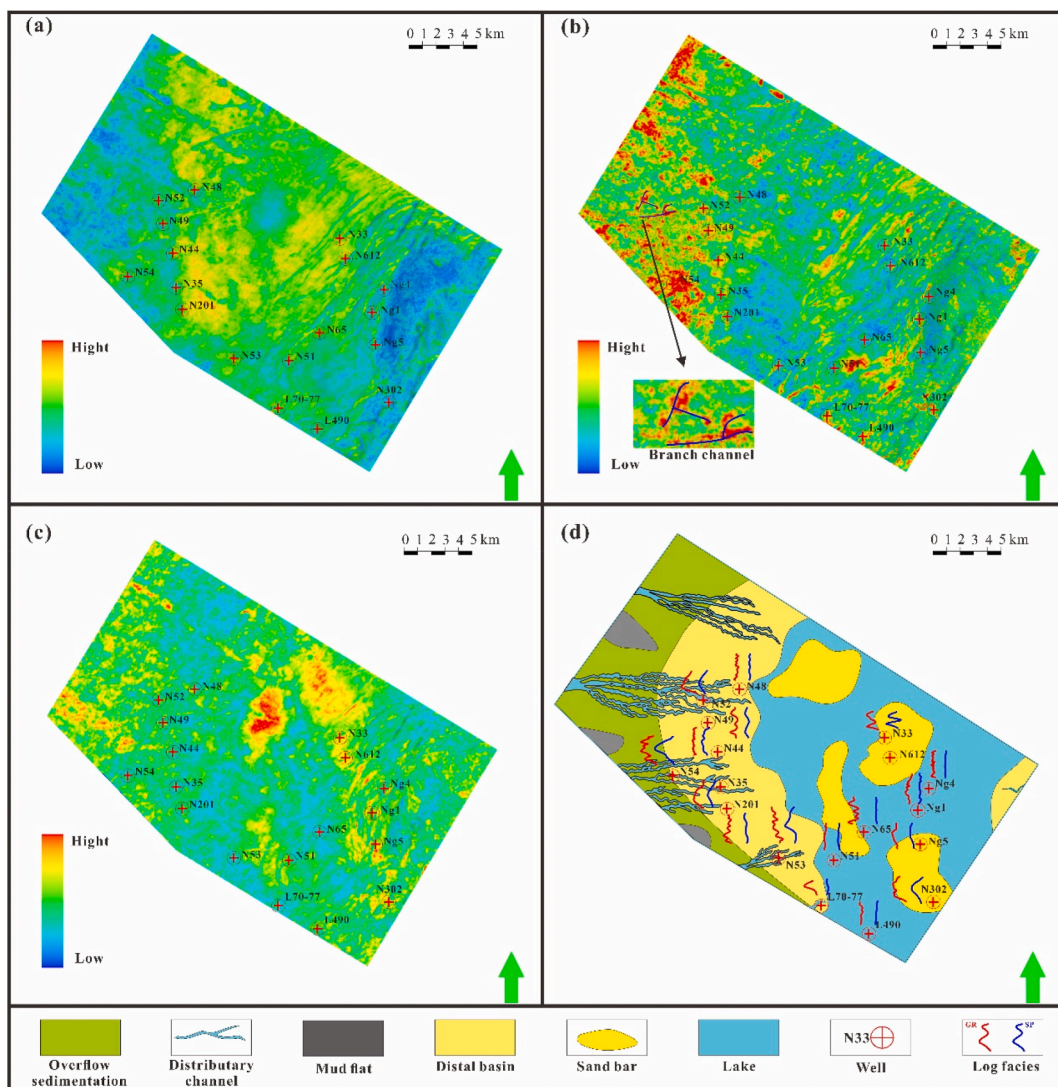 (a)
0 1 2 3 4 5 km
N48
N52
N49
N33
N44
N612
N54
N35
Ng1
N201
Ng1
N65
Ng5
N53
N51
N302
L70-77
L490
Hight
Low
(b)
0 1 2 3 4 5 km
N48
N52
N49
N33
N44
N612
N54
N35
Ng4
N201
Ng1
N65
Ng5
N53
N51
N302
L70-77
L490
Hight
Low
Branch channel
(c)
0 1 2 3 4 5 km
N48
N52
N49
N33
N44
N612
N54
N35
Ng4
N201
Ng1
N65
Ng5
N53
N51
N302
L70-77
L490
Hight
Low
(d)
0 1 2 3 4 5 km
N48
N52
N49
N33
N44
N612
N54
N35
Ng4
N201
Ng1
N65
Ng5
N53
N51
N302
L70-77
L490
N33
GR
SP
Overflow
sedimentation
Distributary
channel
Mud flat
Distal basin
Sand bar
Lake
Well
Log facies